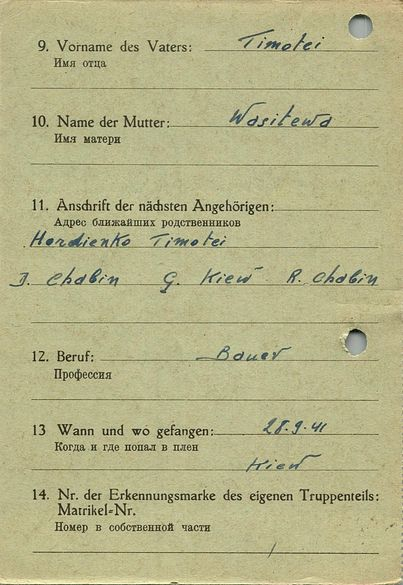 9. Vorname des Vaters: Timotei
Имя отца
10. Name der Mutter: Wasitewa
Имя матери
11. Anschrift der nächsten Angehörigen:
Адрес ближайших родственников
Hordienko Timotei
D. Chabin G. Kiew R. Chabin
12. Beruf: Bauer
Профессия
13 Wann und wo gefangen: 28.9.41
Когда и где попал в плен
Kiew
14. Nr. der Erkennungsmarke des eigenen Truppenteils:
Matrikel-Nr.
Номер в собственной части